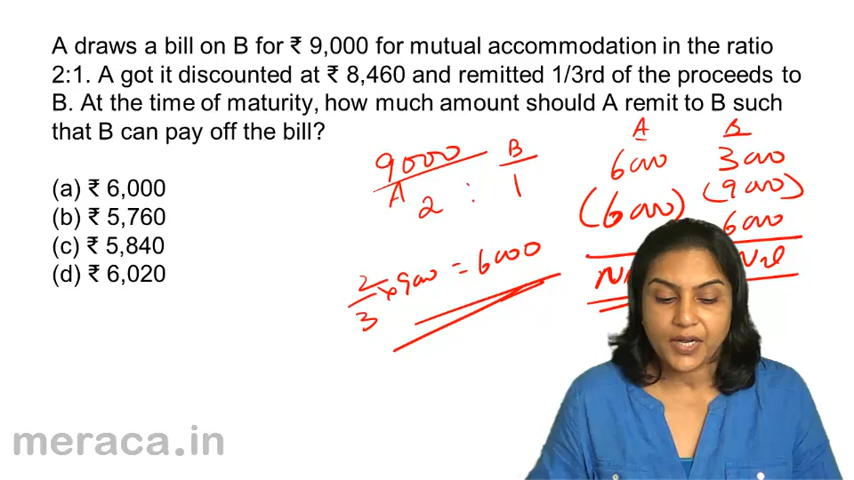 A draws a bill on B for ₹ 9,000 for mutual accommodation in the ratio
2:1. A got it discounted at ₹ 8,460 and remitted 1/3rd of the proceeds to
B. At the time of maturity, how much amount should A remit to B such
that B can pay off the bill?
(a) ₹ 6,000
(b) ₹ 5,760
(c) ₹ 5,840
(d) ₹ 6,020
9000
A B
2 : 1
2/3 × 9000 = 6000
A B
6000 3000
(6000) (9000)
6000
Nil
meraca.in